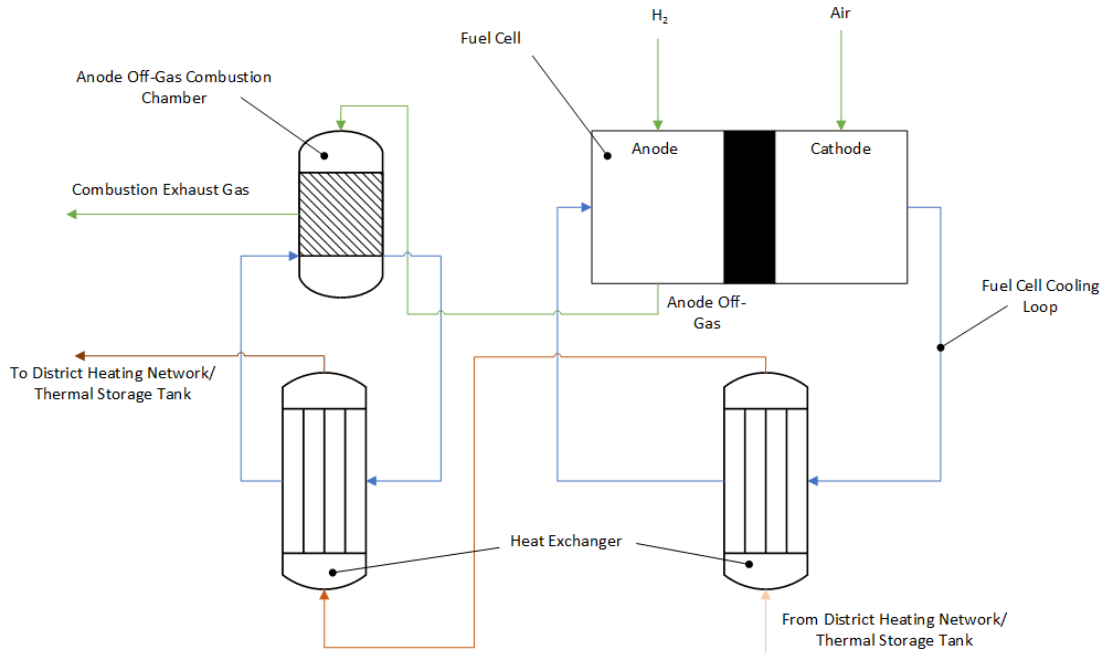 H₂
Air
Fuel Cell
Anode Off-Gas Combustion
Chamber
Anode
Cathode
Combustion Exhaust Gas
Fuel Cell Cooling
Loop
Anode Off-
Gas
To District Heating Network/
Thermal Storage Tank
Heat Exchanger
From District Heating Network/
Thermal Storage Tank